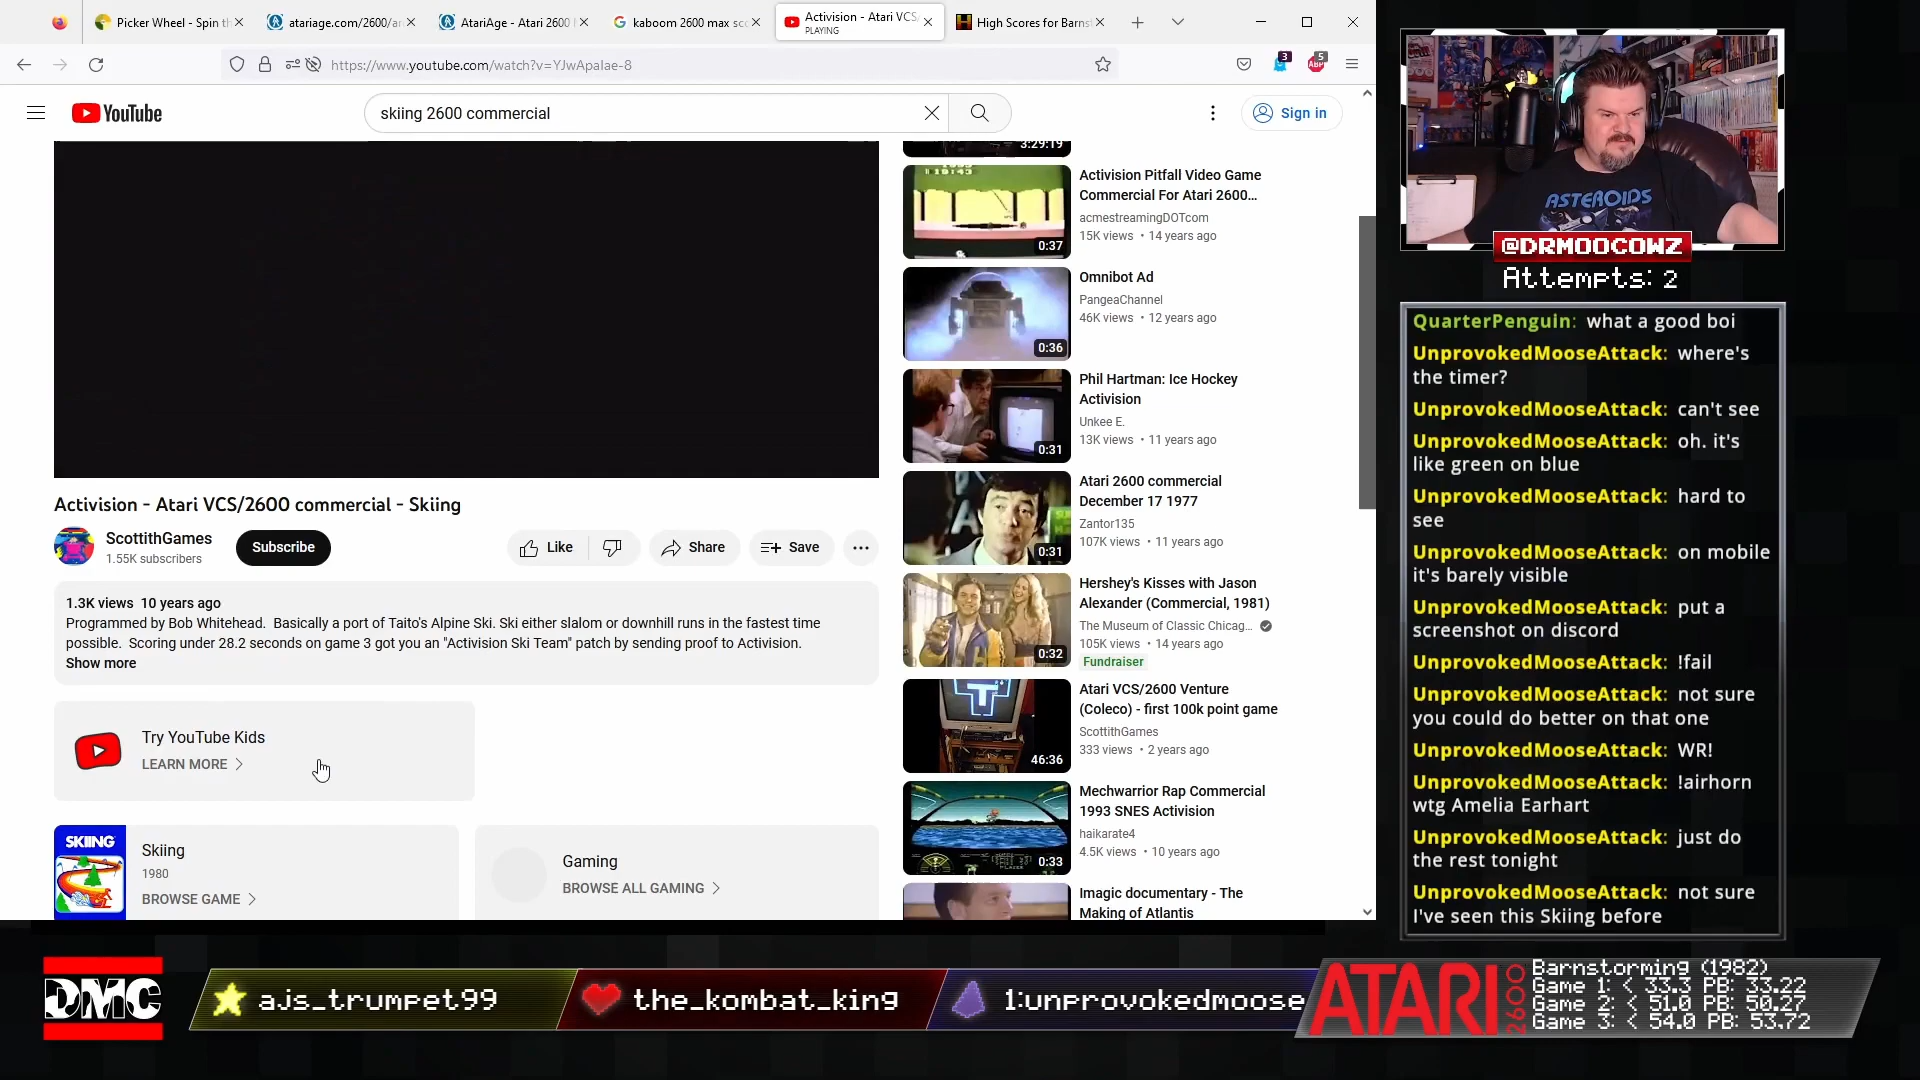 Picker Wheel - Spin th
atariage.com/2600/ar
AtariAge - Atari 2600
kaboom 2600 max sco
Activision - Atari VCS
PLAYING
High Scores for Barnst
https://www.youtube.com/watch?v=YJwApaIae-8
3
5
ABP
YouTube
skiing 2600 commercial
Sign in
Activision - Atari VCS/2600 commercial - Skiing
ScottithGames
1.55K subscribers
Subscribe
Like
Share
Save
1.3K views 10 years ago
Programmed by Bob Whitehead. Basically a port of Taito's Alpine Ski. Ski either slalom or downhill runs in the fastest time
possible. Scoring under 28.2 seconds on game 3 got you an "Activision Ski Team" patch by sending proof to Activision.
Show more
Try YouTube Kids
LEARN MORE
SKIING
Skiing
1980
BROWSE GAME
Gaming
BROWSE ALL GAMING
3:29:19
Activision Pitfall Video Game
Commercial For Atari 2600...
acmestreamingDOTcom
15K views • 14 years ago
0:37
Omnibot Ad
PangeaChannel
46K views • 12 years ago
0:36
Phil Hartman: Ice Hockey
Activision
Unkee E.
13K views • 11 years ago
0:31
Atari 2600 commercial
December 17 1977
Zantor135
107K views • 11 years ago
0:31
Hershey's Kisses with Jason
Alexander (Commercial, 1981)
The Museum of Classic Chicag...
105K views • 14 years ago
Fundraiser
0:32
Atari VCS/2600 Venture
(Coleco) - first 100k point game
ScottithGames
333 views • 2 years ago
46:36
Mechwarrior Rap Commercial
1993 SNES Activision
haikarate4
4.5K views • 10 years ago
0:33
Imagic documentary - The
Making of Atlantis
ASTEROIDS
@DRMOOCOWZ
Attempts: 2
QuarterPenguin: what a good boi
UnprovokedMooseAttack: where's
the timer?
UnprovokedMooseAttack: can't see
UnprovokedMooseAttack: oh. it's
like green on blue
UnprovokedMooseAttack: hard to
see
UnprovokedMooseAttack: on mobile
it's barely visible
UnprovokedMooseAttack: put a
screenshot on discord
UnprovokedMooseAttack: !fail
UnprovokedMooseAttack: not sure
you could do better on that one
UnprovokedMooseAttack: WR!
UnprovokedMooseAttack: !airhorn
wtg Amelia Earhart
UnprovokedMooseAttack: just do
the rest tonight
UnprovokedMooseAttack: not sure
I've seen this Skiing before
DMC
ajs_trumpet99
the_kombat_king
1:unprovokedmoose
ATARI
2600
Barnstorming (1982)
Game 1: < 33.3 PB: 33.22
Game 2: < 51.0 PB: 50.27
Game 3: < 54.0 PB: 53.72